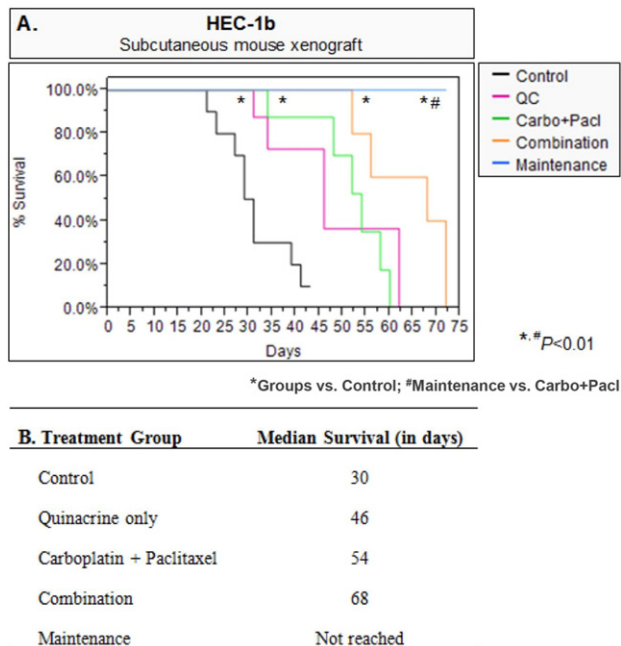 A.
HEC-1b
Subcutaneous mouse xenograft
100.0%
80.0%
60.0%
40.0%
20.0%
0.0%
% Survival
* * * *#
0 5 10 15 20 25 30 35 40 45 50 55 60 65 70 75
Days
Control
QC
Carbo+Pacl
Combination
Maintenance
*,#P<0.01
*Groups vs. Control; #Maintenance vs. Carbo+Pacl
B. Treatment Group Median Survival (in days)
Control 30
Quinacrine only 46
Carboplatin + Paclitaxel 54
Combination 68
Maintenance Not reached